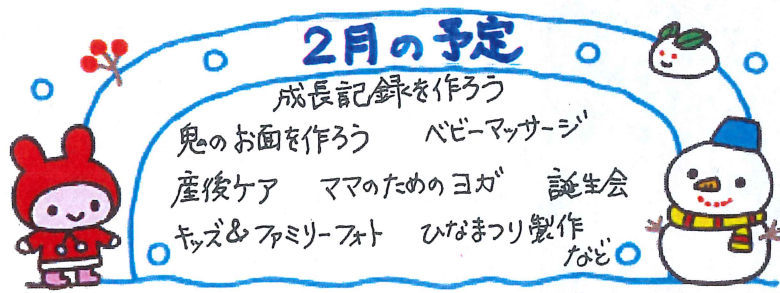 2月の予定
成長記録を作ろう
鬼のお面を作ろう　ベビーマッサージ
産後ケア　ママのためのヨガ　誕生会
キッズ&ファミリーフォト　ひなまつり製作
など